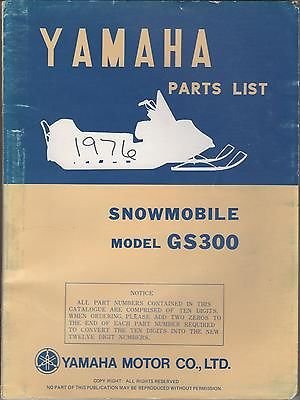 YAMAHA
PARTS LIST
1976
SNOWMOBILE
MODEL GS300
NOTICE
ALL PART NUMBERS CONTAINED IN THIS
CATALOGUE ARE COMPRISED OF TEN DIGITS.
WHEN ORDERING, PLEASE ADD TWO ZEROS TO
THE END OF EACH PART NUMBER REQUIRED
TO CONVERT THE TEN DIGITS INTO THE NEW
TWELVE DIGIT NUMBERS.
YAMAHA MOTOR CO., LTD.
COPY RIGHT: ALL RIGHTS RESERVED
NO PART OF THIS PUBLICATION MAY BE REPRODUCED WITHOUT PERMISSION.